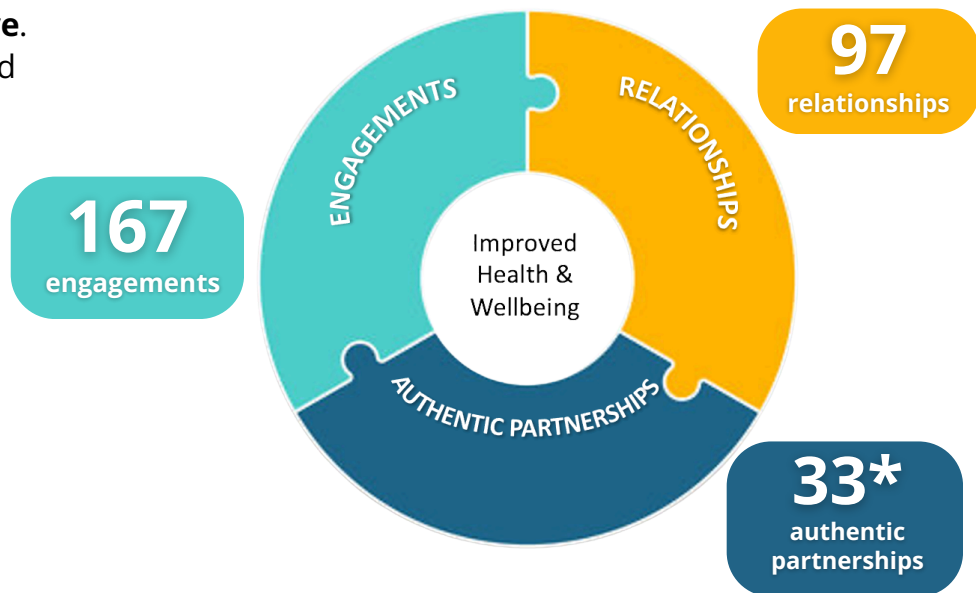 e.
d
ENGAGEMENTS
RELATIONSHIPS
97
relationships
167
engagements
Improved
Health &
Wellbeing
AUTHENTIC PARTNERSHIPS
33*
authentic
partnerships